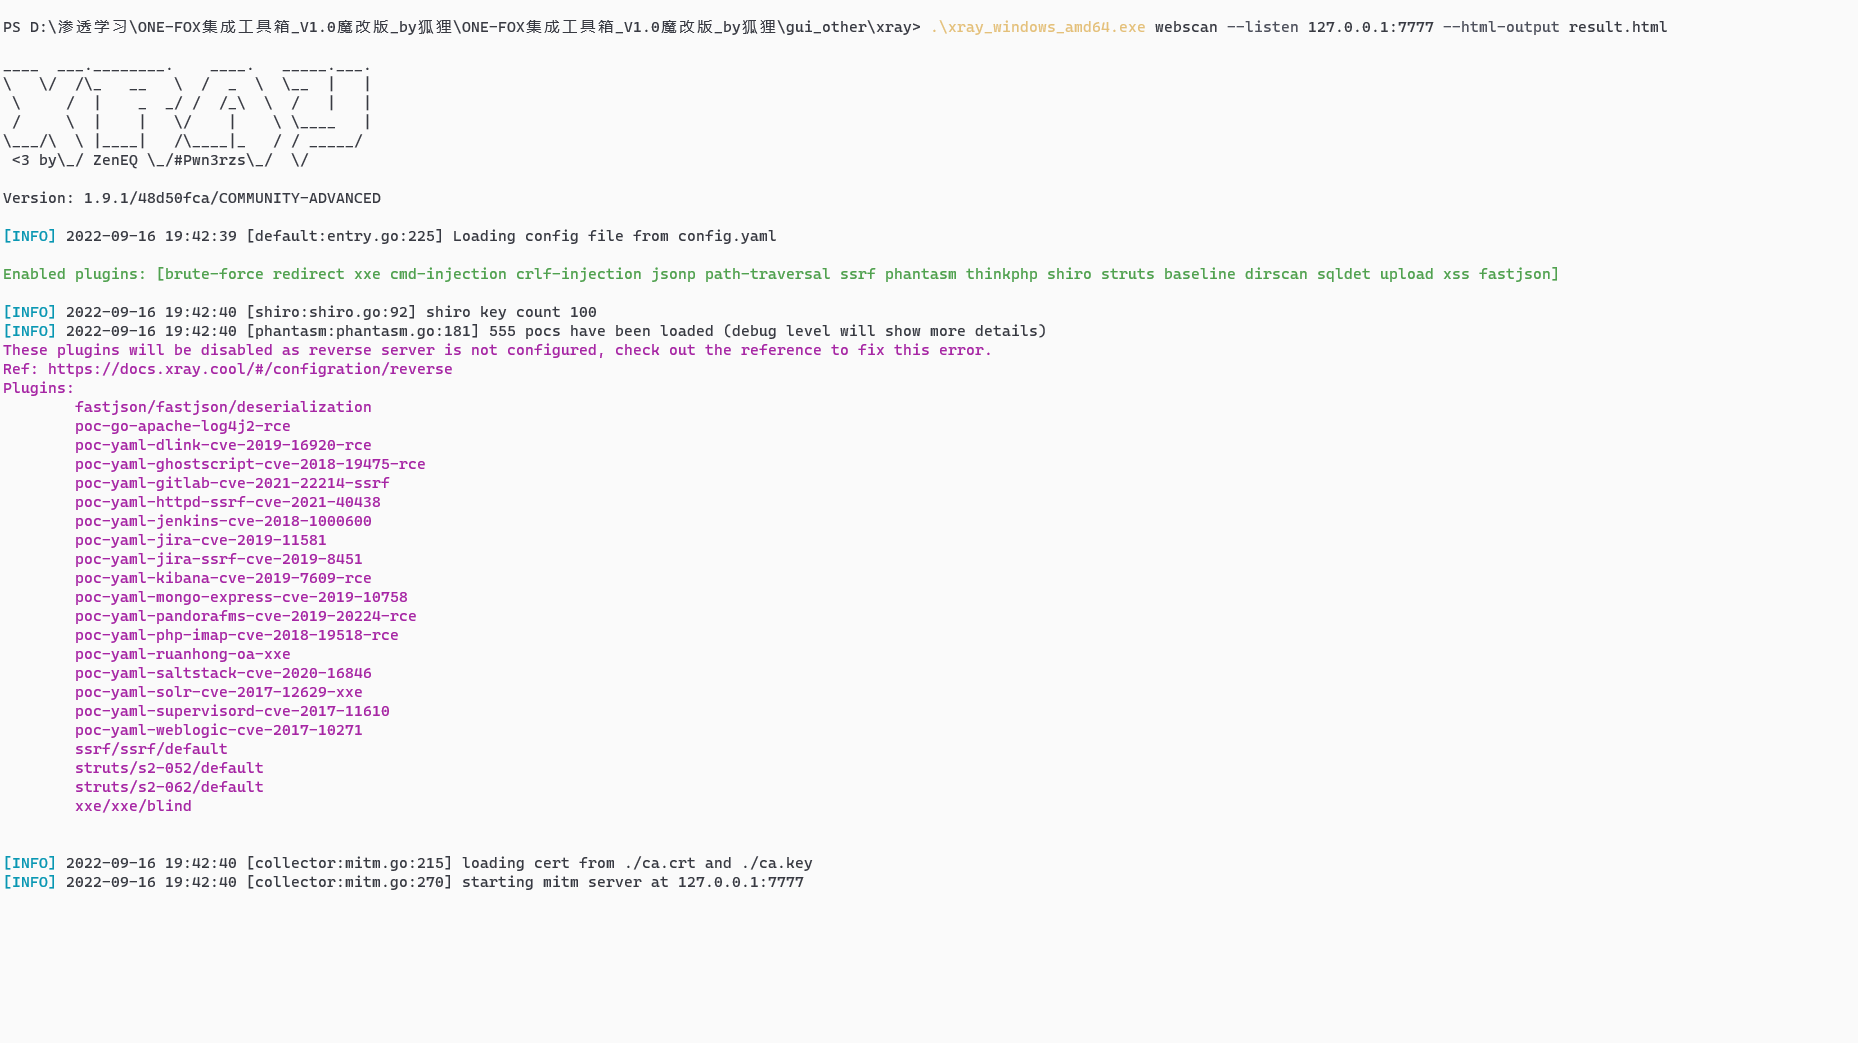 PS D:\渗透学习\ONE-FOX集成工具箱_V1.0魔改版_by狐狸\ONE-FOX集成工具箱_V1.0魔改版_by狐狸\gui_other\xray> .\xray_windows_amd64.exe webscan --listen 127.0.0.1:7777 --html-output result.html
____  ___.________.    ____.   _____.___.
\   \/  /\_   __   \  /  _  \  \__  |   |
 \     /  |    _  _/ /  /_\  \  /   |   |
 /     \  |    |   \/    |    \ \____   |
\___/\  \ |____|   /\____|_   / / _____/
 <3 by\_/ ZenEQ \_/#Pwn3rzs\_/  \/
Version: 1.9.1/48d50fca/COMMUNITY-ADVANCED
[INFO] 2022-09-16 19:42:39 [default:entry.go:225] Loading config file from config.yaml
Enabled plugins: [brute-force redirect xxe cmd-injection crlf-injection jsonp path-traversal ssrf phantasm thinkphp shiro struts baseline dirscan sqldet upload xss fastjson]
[INFO] 2022-09-16 19:42:40 [shiro:shiro.go:92] shiro key count 100
[INFO] 2022-09-16 19:42:40 [phantasm:phantasm.go:181] 555 pocs have been loaded (debug level will show more details)
These plugins will be disabled as reverse server is not configured, check out the reference to fix this error.
Ref: https://docs.xray.cool/#/configration/reverse
Plugins:
        fastjson/fastjson/deserialization
        poc-go-apache-log4j2-rce
        poc-yaml-dlink-cve-2019-16920-rce
        poc-yaml-ghostscript-cve-2018-19475-rce
        poc-yaml-gitlab-cve-2021-22214-ssrf
        poc-yaml-httpd-ssrf-cve-2021-40438
        poc-yaml-jenkins-cve-2018-1000600
        poc-yaml-jira-cve-2019-11581
        poc-yaml-jira-ssrf-cve-2019-8451
        poc-yaml-kibana-cve-2019-7609-rce
        poc-yaml-mongo-express-cve-2019-10758
        poc-yaml-pandorafms-cve-2019-20224-rce
        poc-yaml-php-imap-cve-2018-19518-rce
        poc-yaml-ruanhong-oa-xxe
        poc-yaml-saltstack-cve-2020-16846
        poc-yaml-solr-cve-2017-12629-xxe
        poc-yaml-supervisord-cve-2017-11610
        poc-yaml-weblogic-cve-2017-10271
        ssrf/ssrf/default
        struts/s2-052/default
        struts/s2-062/default
        xxe/xxe/blind
[INFO] 2022-09-16 19:42:40 [collector:mitm.go:215] loading cert from ./ca.crt and ./ca.key
[INFO] 2022-09-16 19:42:40 [collector:mitm.go:270] starting mitm server at 127.0.0.1:7777